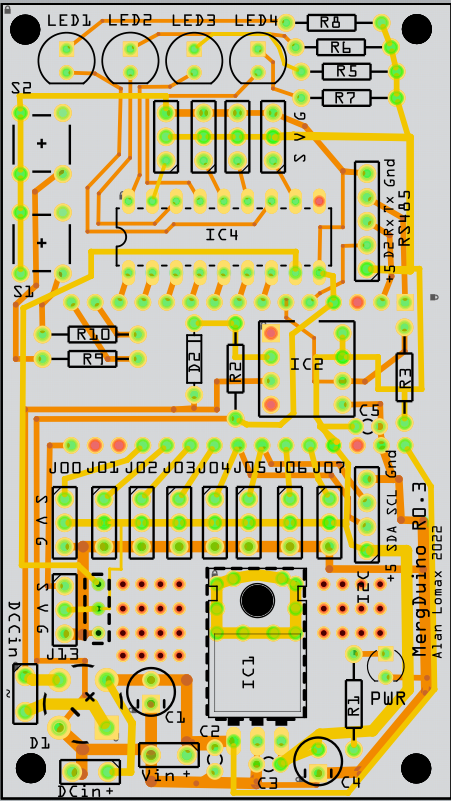 LED1 LED2 LED3 LED4
R8
R6
R5
R7
S2
G
V
S
+
Gnd
Tx
Rx
D2
+5
RS485
IC4
+
S1
R10
R9
D2
R2
IC2
R3
C5
J00 J01 J02 J03 J04 J05 J06 J07
S
V
G
Gnd
SCL
SDA
+5
I2C
MergDuino R0.3
Alan Lomax 2022
S
V
G
J13
DCCin
~
IC1
PWR
R1
D1
C1
C2
Vin +
C3
C4
DCin+